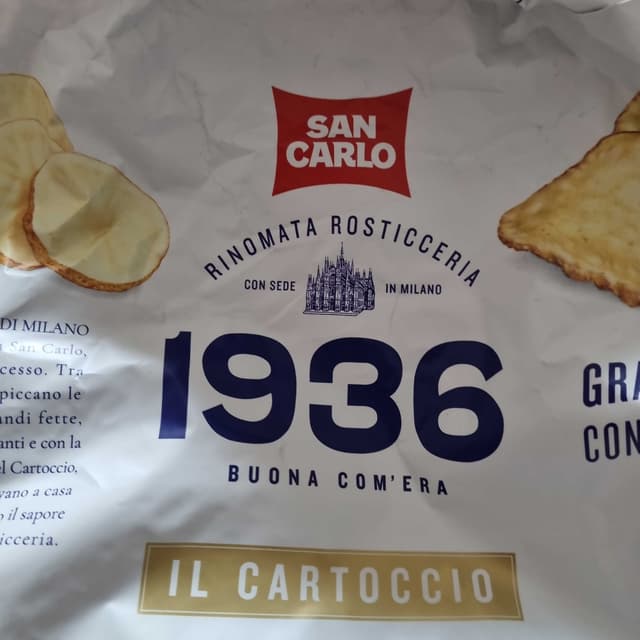 SAN
CARLO
RINOMATA ROSTICCERIA
CON SEDE IN MILANO
1936
BUONA COM'ERA
IL CARTOCCIO
DI MILANO
San Carlo,
Tra
piccano le
andi fette,
anti e con la
el Cartoccio,
vano a casa
o il sapore
icceria.
GRA
CON